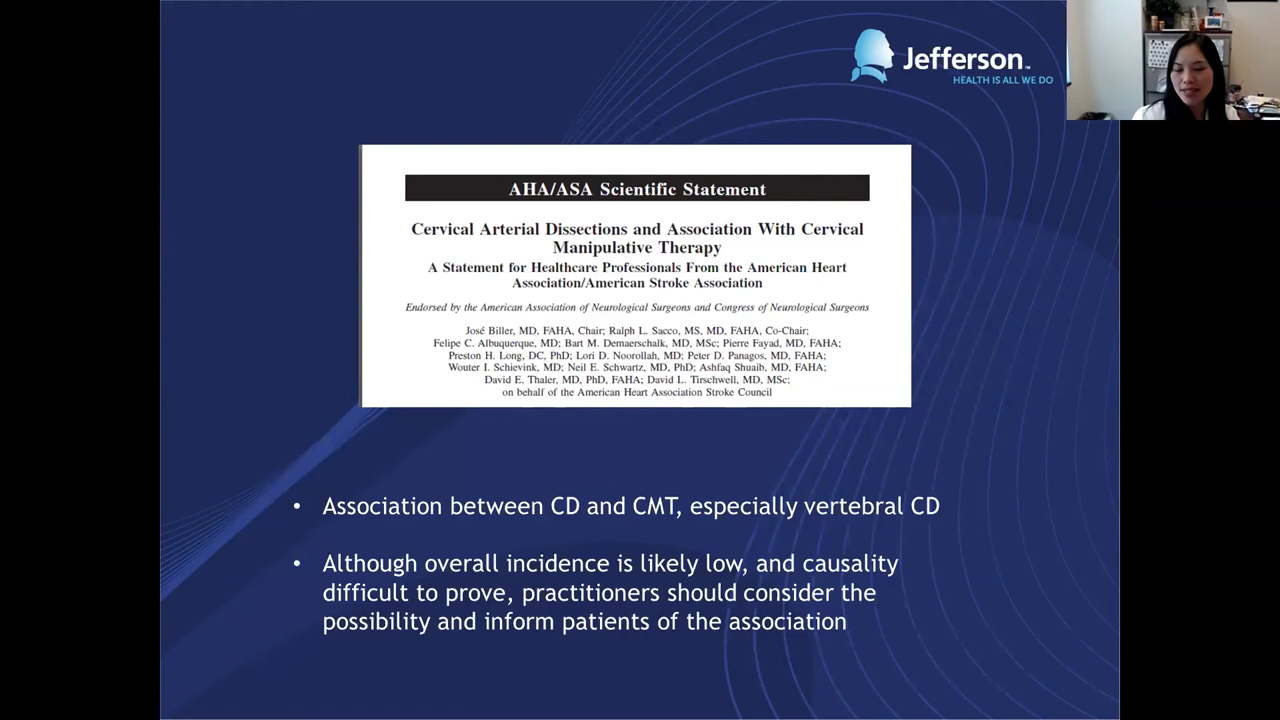 Jefferson™
HEALTH IS ALL WE DO
AHA/ASA Scientific Statement
Cervical Arterial Dissections and Association With Cervical
Manipulative Therapy
A Statement for Healthcare Professionals From the American Heart
Association/American Stroke Association
Endorsed by the American Association of Neurological Surgeons and Congress of Neurological Surgeons
José Biller, MD, FAHA, Chair; Ralph L. Sacco, MS, MD, FAHA, Co-Chair;
Felipe C. Albuquerque, MD; Bart M. Demaerschalk, MD, MSc; Pierre Fayad, MD, FAHA;
Preston H. Long, DC, PhD; Lori D. Noorollah, MD; Peter D. Panagos, MD, FAHA;
Wouter I. Schievink, MD; Neil E. Schwartz, MD, PhD; Ashfaq Shuaib, MD, FAHA;
David E. Thaler, MD, PhD, FAHA; David L. Tirschwell, MD, MSc;
on behalf of the American Heart Association Stroke Council
• Association between CD and CMT, especially vertebral CD
• Although overall incidence is likely low, and causality
difficult to prove, practitioners should consider the
possibility and inform patients of the association